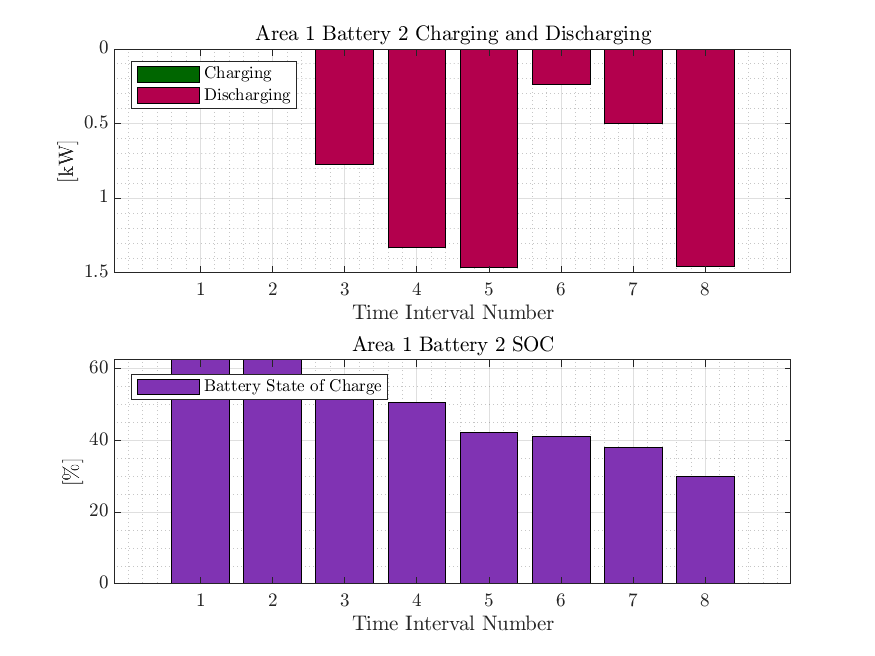 Area 1 Battery 2 Charging and Discharging
0
0.5
1
1.5
[kW]
Charging
Discharging
1 2 3 4 5 6 7 8
Time Interval Number
Area 1 Battery 2 SOC
60
40
20
0
[%]
Battery State of Charge
1 2 3 4 5 6 7 8
Time Interval Number